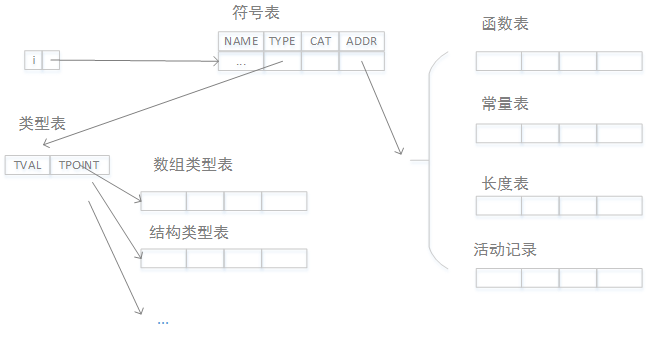 符号表
函数表
NAME TYPE CAT ADDR
i
...
常量表
类型表
TVAL TPOINT
数组类型表
长度表
结构类型表
活动记录
...